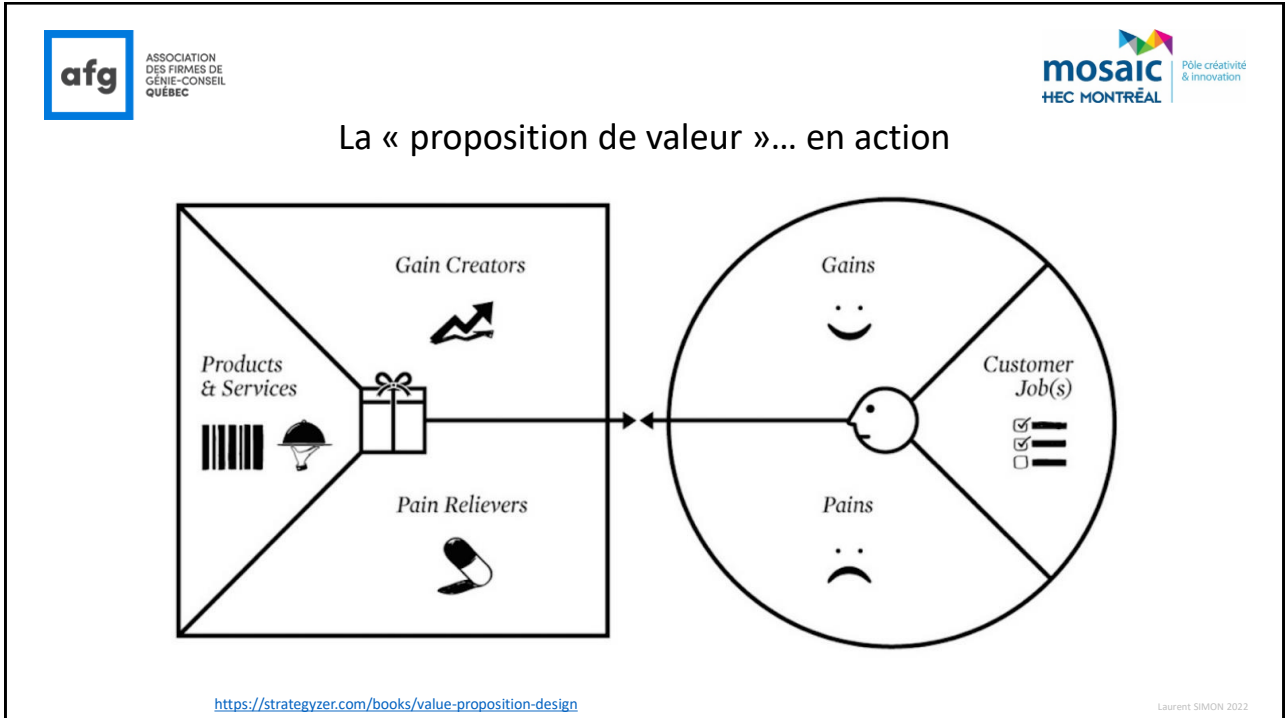 afg
ASSOCIATION
DES FIRMES DE
GÉNIE-CONSEIL
QUÉBEC
mosaic
HEC MONTRÉAL
Pôle créativité
& innovation
La « proposition de valeur »... en action
Gain Creators
Products
& Services
Pain Relievers
Gains
Customer
Job(s)
Pains
https://strategyzer.com/books/value-proposition-design
Laurent SIMON 2022